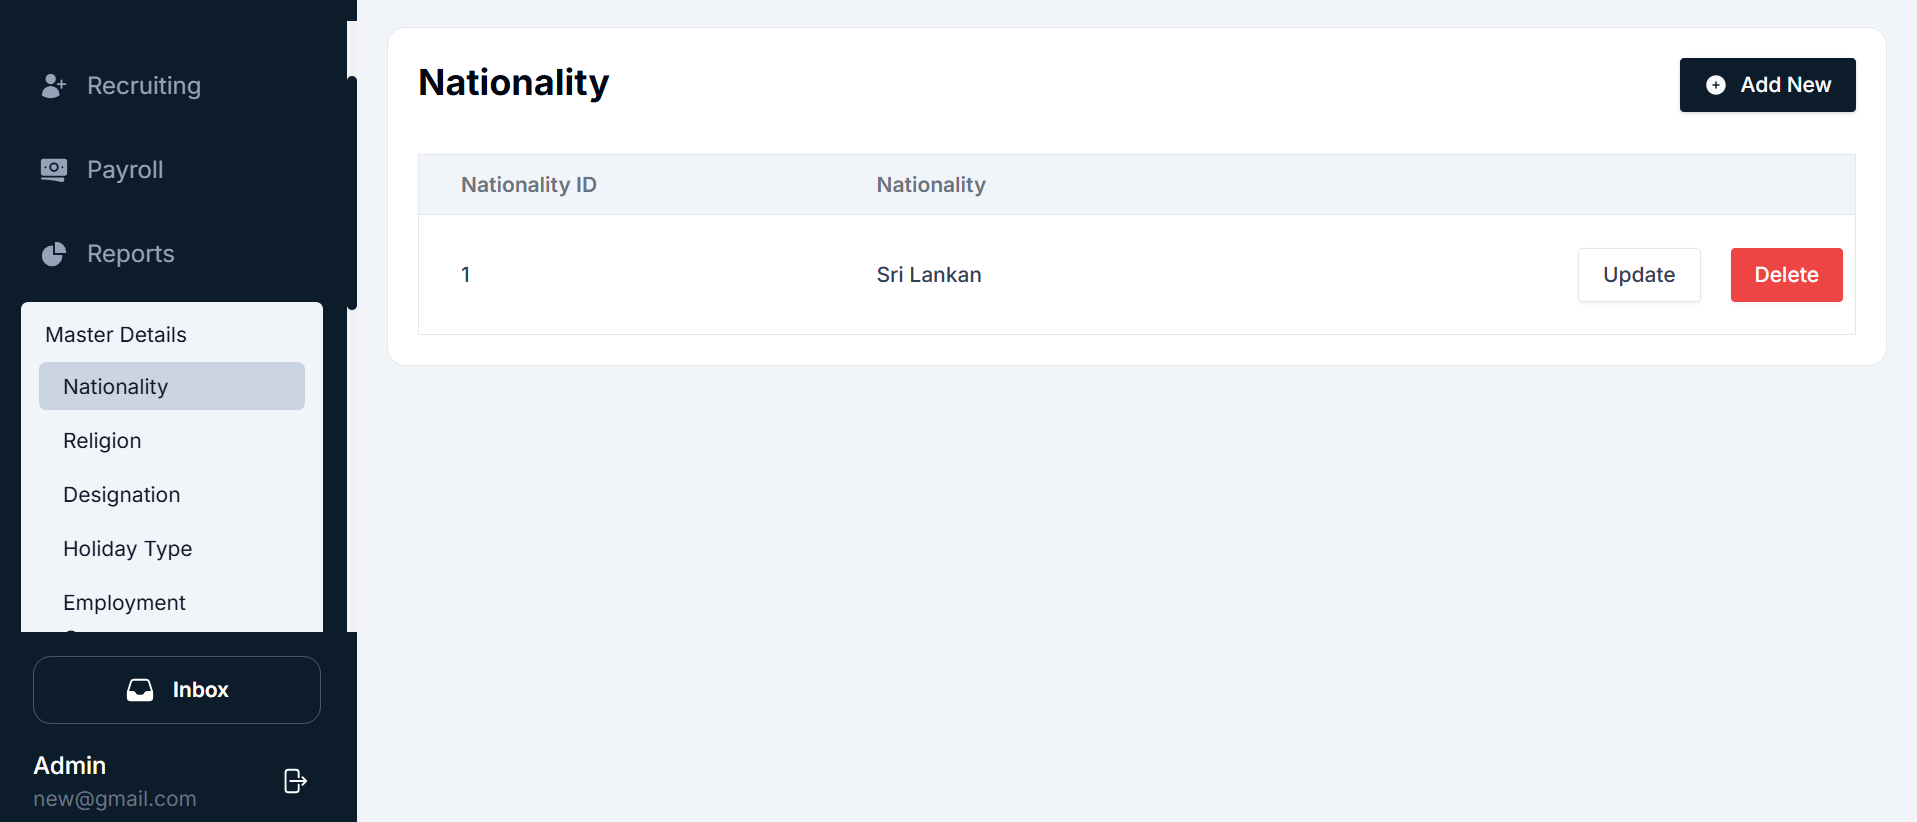 Recruiting
Payroll
Reports
Master Details
Nationality
Religion
Designation
Holiday Type
Employment
Inbox
Admin
new@gmail.com
Nationality
Add New
Nationality ID Nationality
1 Sri Lankan Update Delete